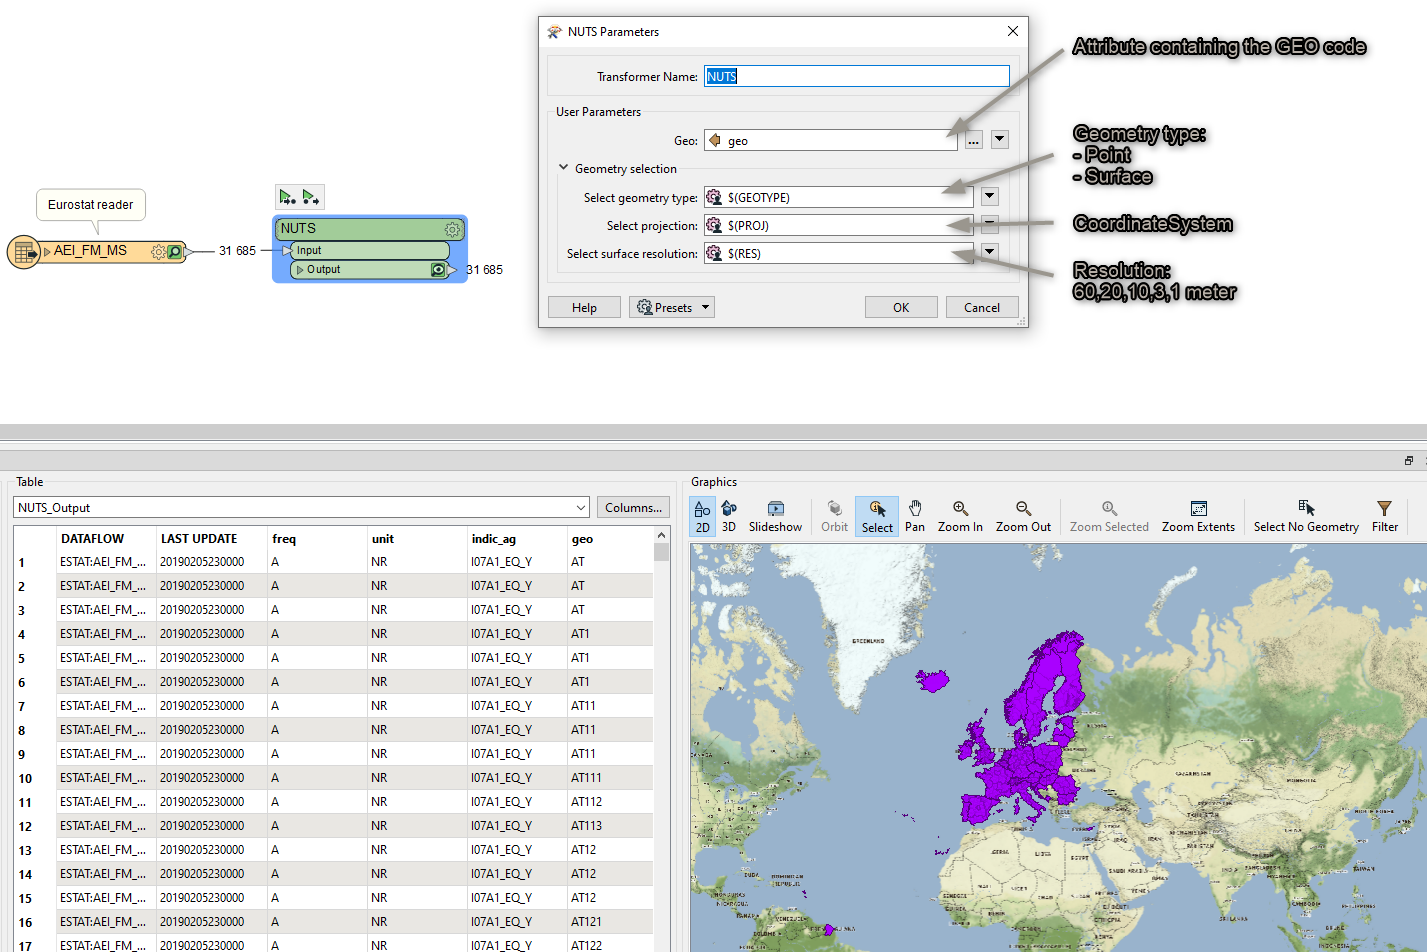 NUTS Parameters
Transformer Name: NUTS
User Parameters
Geo: geo ...
Geometry selection
Select geometry type: $(GEOTYPE)
Select projection: $(PROJ)
Select surface resolution: $(RES)
Help Presets OK Cancel
Attribute containing the GEO code
Geometry type:
- Point
- Surface
CoordinateSystem
Resolution:
60,20,10,3,1 meter
Eurostat reader
AEI_FM_MS
31 685
NUTS
Input
Output
31 685
Table
NUTS_Output Columns...
DATAFLOW LAST UPDATE freq unit indic_ag geo
1 ESTAT:AEI_FM_... 20190205230000 A NR I07A1_EQ_Y AT
2 ESTAT:AEI_FM_... 20190205230000 A NR I07A1_EQ_Y AT
3 ESTAT:AEI_FM_... 20190205230000 A NR I07A1_EQ_Y AT
4 ESTAT:AEI_FM_... 20190205230000 A NR I07A1_EQ_Y AT1
5 ESTAT:AEI_FM_... 20190205230000 A NR I07A1_EQ_Y AT1
6 ESTAT:AEI_FM_... 20190205230000 A NR I07A1_EQ_Y AT1
7 ESTAT:AEI_FM_... 20190205230000 A NR I07A1_EQ_Y AT11
8 ESTAT:AEI_FM_... 20190205230000 A NR I07A1_EQ_Y AT11
9 ESTAT:AEI_FM_... 20190205230000 A NR I07A1_EQ_Y AT11
10 ESTAT:AEI_FM_... 20190205230000 A NR I07A1_EQ_Y AT111
11 ESTAT:AEI_FM_... 20190205230000 A NR I07A1_EQ_Y AT112
12 ESTAT:AEI_FM_... 20190205230000 A NR I07A1_EQ_Y AT113
13 ESTAT:AEI_FM_... 20190205230000 A NR I07A1_EQ_Y AT12
14 ESTAT:AEI_FM_... 20190205230000 A NR I07A1_EQ_Y AT12
15 ESTAT:AEI_FM_... 20190205230000 A NR I07A1_EQ_Y AT12
16 ESTAT:AEI_FM_... 20190205230000 A NR I07A1_EQ_Y AT121
17 ESTAT:AEI_FM_... 20190205230000 A NR I07A1_EQ_Y AT122
Graphics
2D 3D Slideshow Orbit Select Pan Zoom In Zoom Out Zoom Selected Zoom Extents Select No Geometry Filter
GREENLAND
KAZAKHSTAN
MONGOLIA
SAUDI ARABIA
SRI LANKA